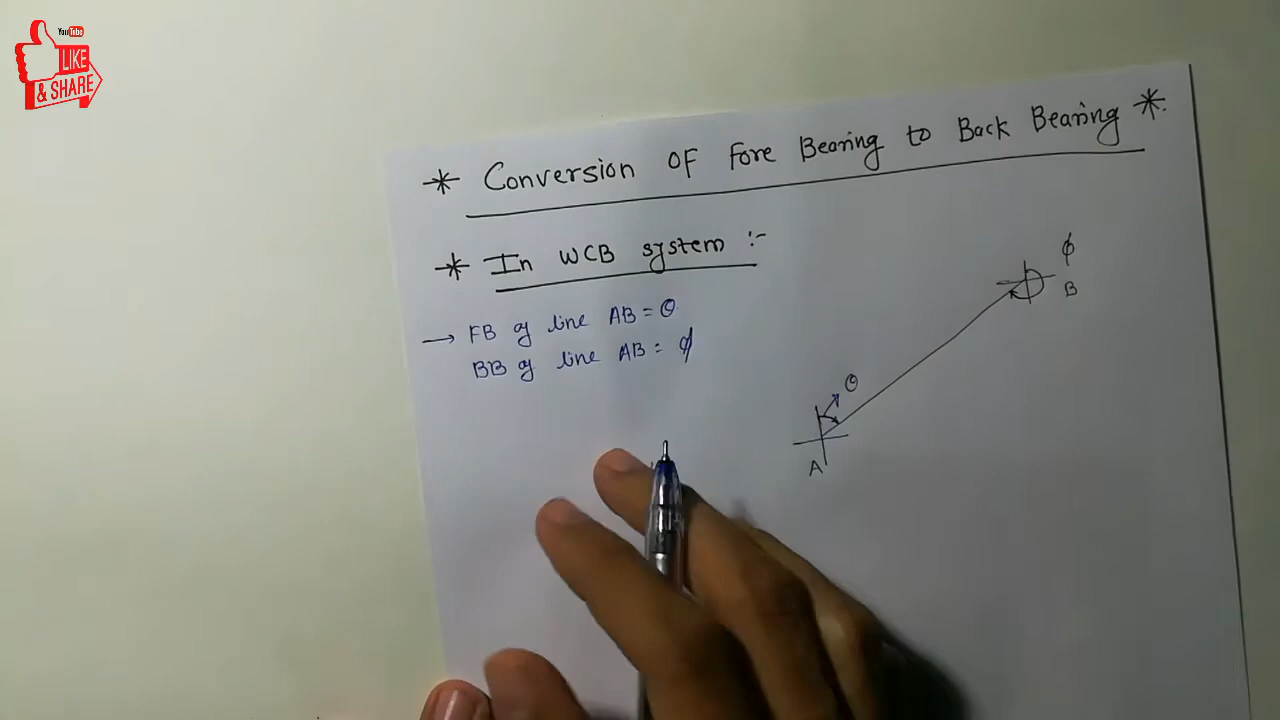 YouTube
LIKE
& SHARE
* Conversion OF Fore Bearing to Back Bearing *.
* In WCB system :-
→ FB of line AB = θ
BB of line AB = φ
φ
B
θ
A